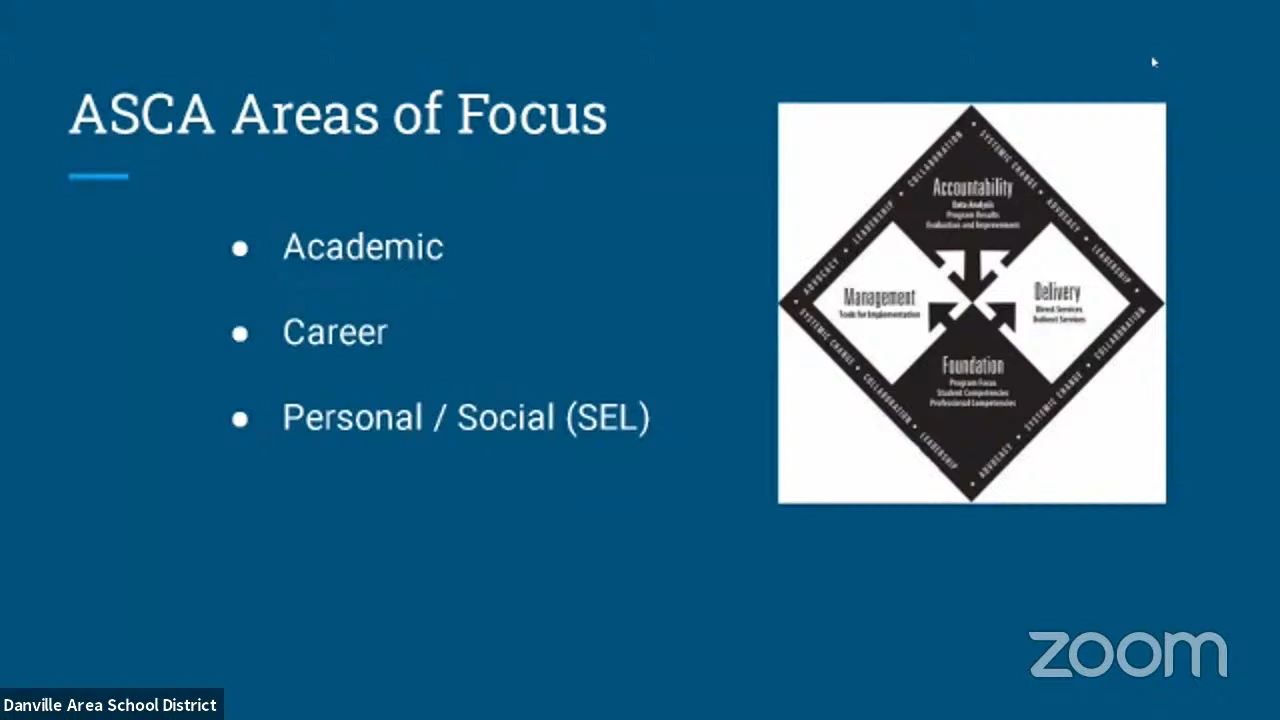 ASCA Areas of Focus
● Academic
● Career
● Personal / Social (SEL)
Accountability
Data Analysis
Program Results
Evaluation and Improvement
Management
Tools for Implementation
Delivery
Direct Services
Indirect Services
Foundation
Program Focus
Student Competencies
Professional Competencies
ADVOCACY • LEADERSHIP • COLLABORATION
SYSTEMIC CHANGE • ADVOCACY • LEADERSHIP
SYSTEMIC CHANGE • COLLABORATION • LEADERSHIP
ADVOCACY • SYSTEMIC CHANGE • COLLABORATION
zoom
Danville Area School District